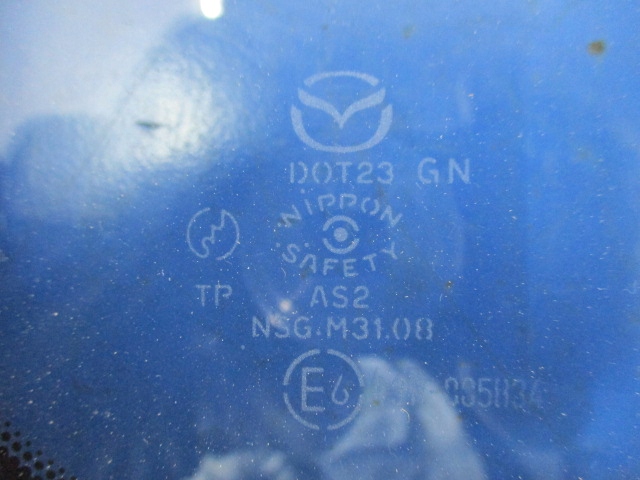 DOT23 GN
NIPPON
SAFETY
TP AS2
NSG.M31.08
E6